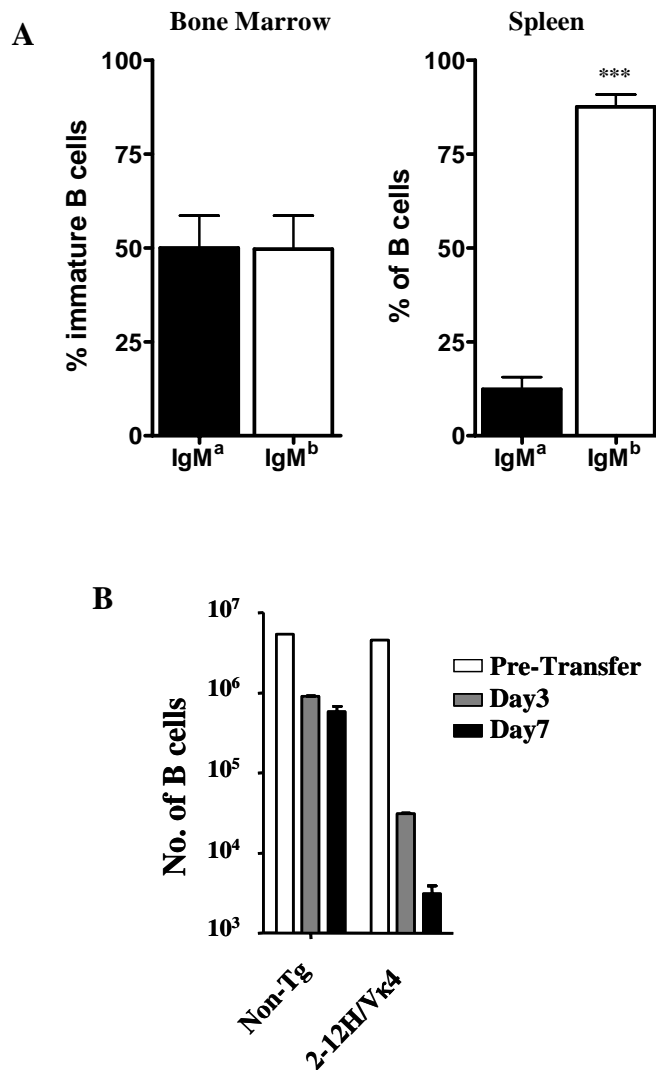 A
Bone Marrow
Spleen
% immature B cells
100
75
50
25
0
IgMᵃ
IgMᵇ
% of B cells
100
75
50
25
0
***
IgMᵃ
IgMᵇ
B
No. of B cells
10⁷
10⁶
10⁵
10⁴
10³
Non-Tg
2-12H/Vκ4
Pre-Transfer
Day3
Day7